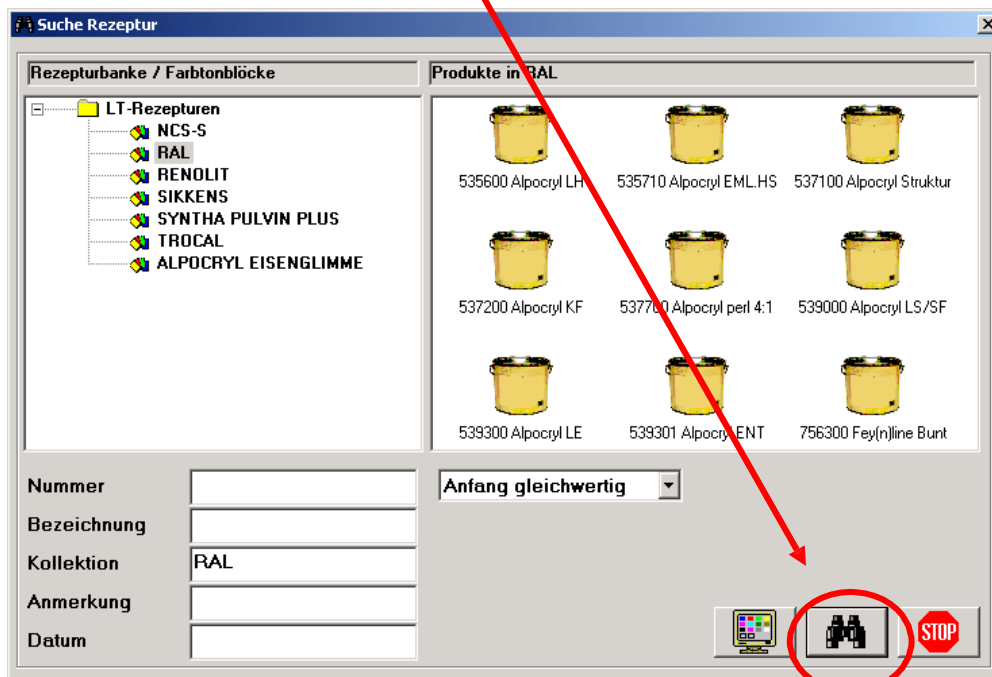 Suche Rezeptur
Rezepturbanke / Farbtonblöcke
Produkte in RAL
LT-Rezepturen
NCS-S
RAL
RENOLIT
SIKKENS
SYNTHA PULVIN PLUS
TROCAL
ALPOCRYL EISENGLIMME
535600 Alpocryl LH
535710 Alpocryl EML.HS
537100 Alpocryl Struktur
537200 Alpocryl KF
537700 Alpocryl perl 4:1
539000 Alpocryl LS/SF
539300 Alpocryl LE
539301 Alpocryl ENT
756300 Fey(n)line Bunt
Nummer
Anfang gleichwertig
Bezeichnung
Kollektion RAL
Anmerkung
Datum
STOP